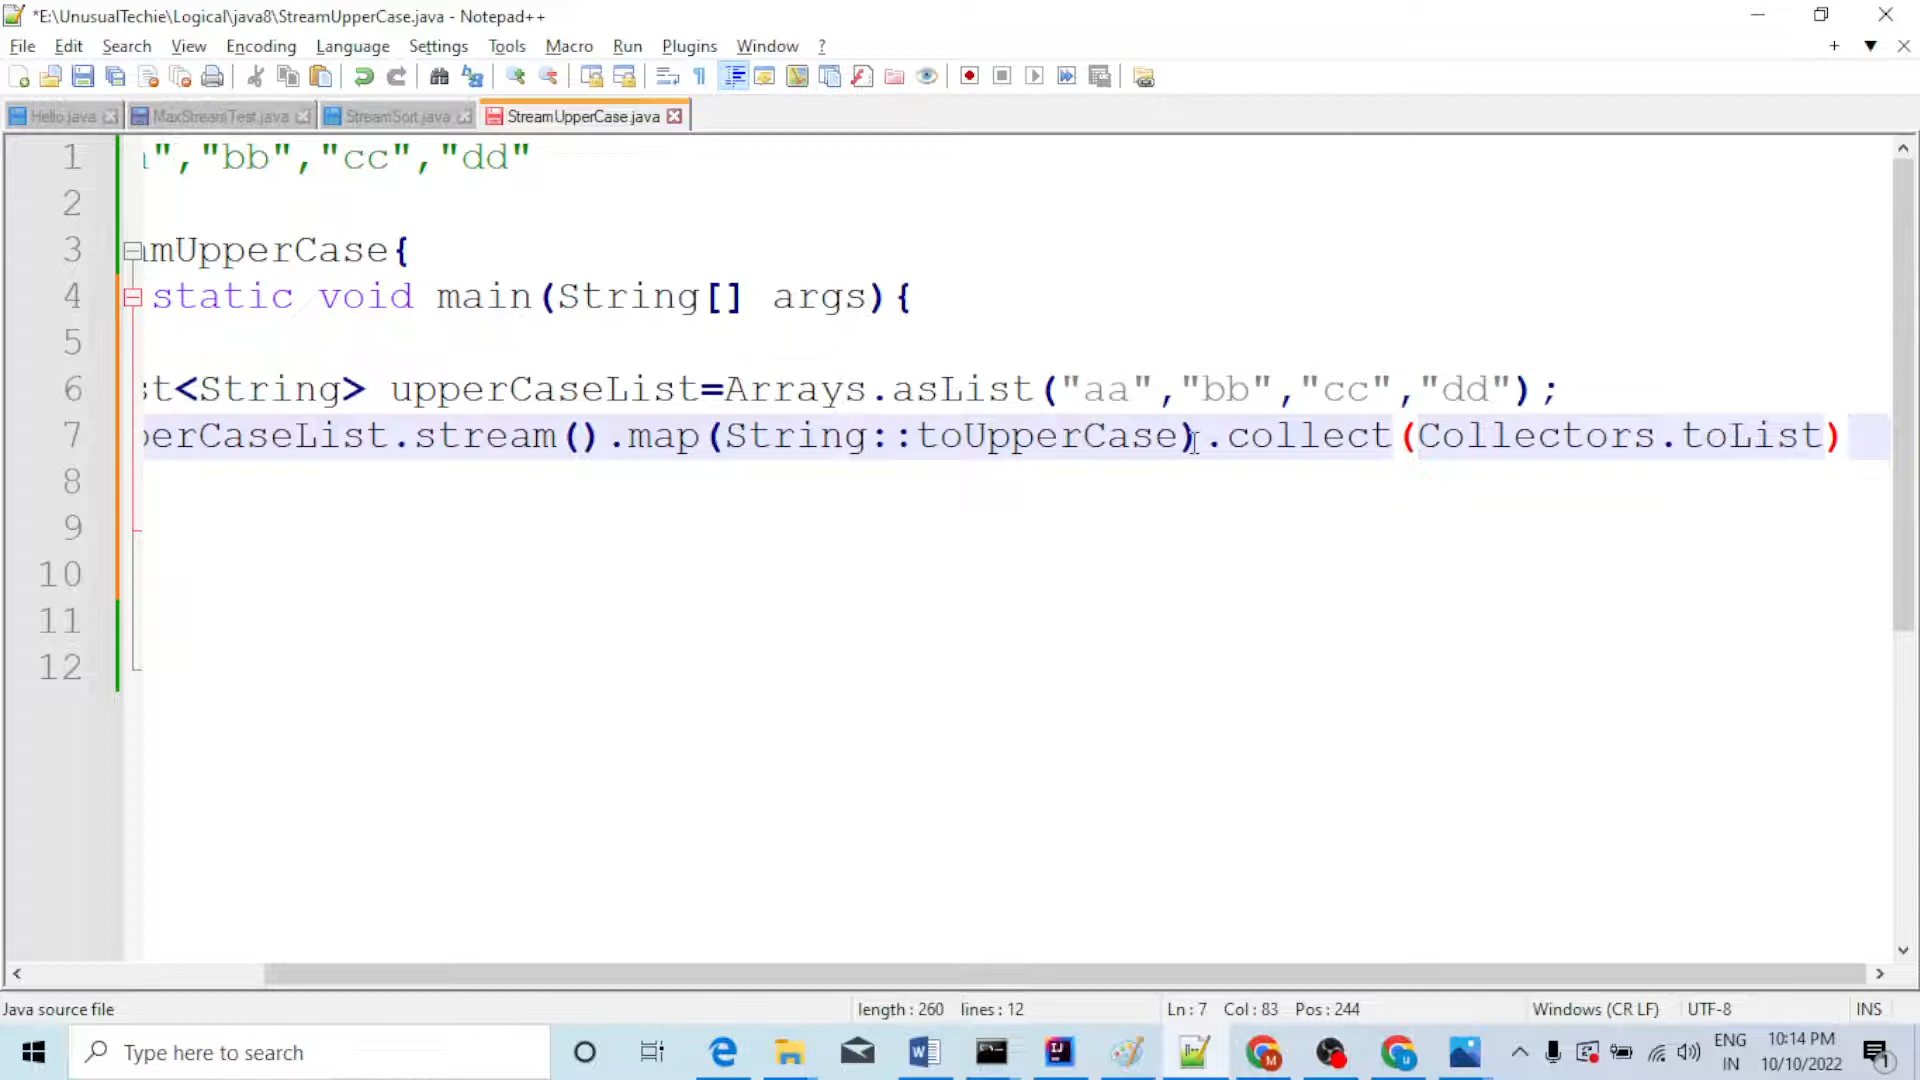 *E:\UnusualTechie\Logical\java8\StreamUpperCase.java - Notepad++
File Edit Search View Encoding Language Settings Tools Macro Run Plugins Window ?
Hello.java MaxStreamTest.java StreamSort.java StreamUpperCase.java
1 ","bb","cc","dd"
2
3 amUpperCase{
4 static void main(String[] args){
5
6 st<String> upperCaseList=Arrays.asList("aa","bb","cc","dd");
7 perCaseList.stream().map(String::toUpperCase).collect(Collectors.toList)
8
9
10
11
12
Java source file length : 260 lines : 12 Ln : 7 Col : 83 Pos : 244 Windows (CR LF) UTF-8 INS
Type here to search
ENG
IN
10:14 PM
10/10/2022
1